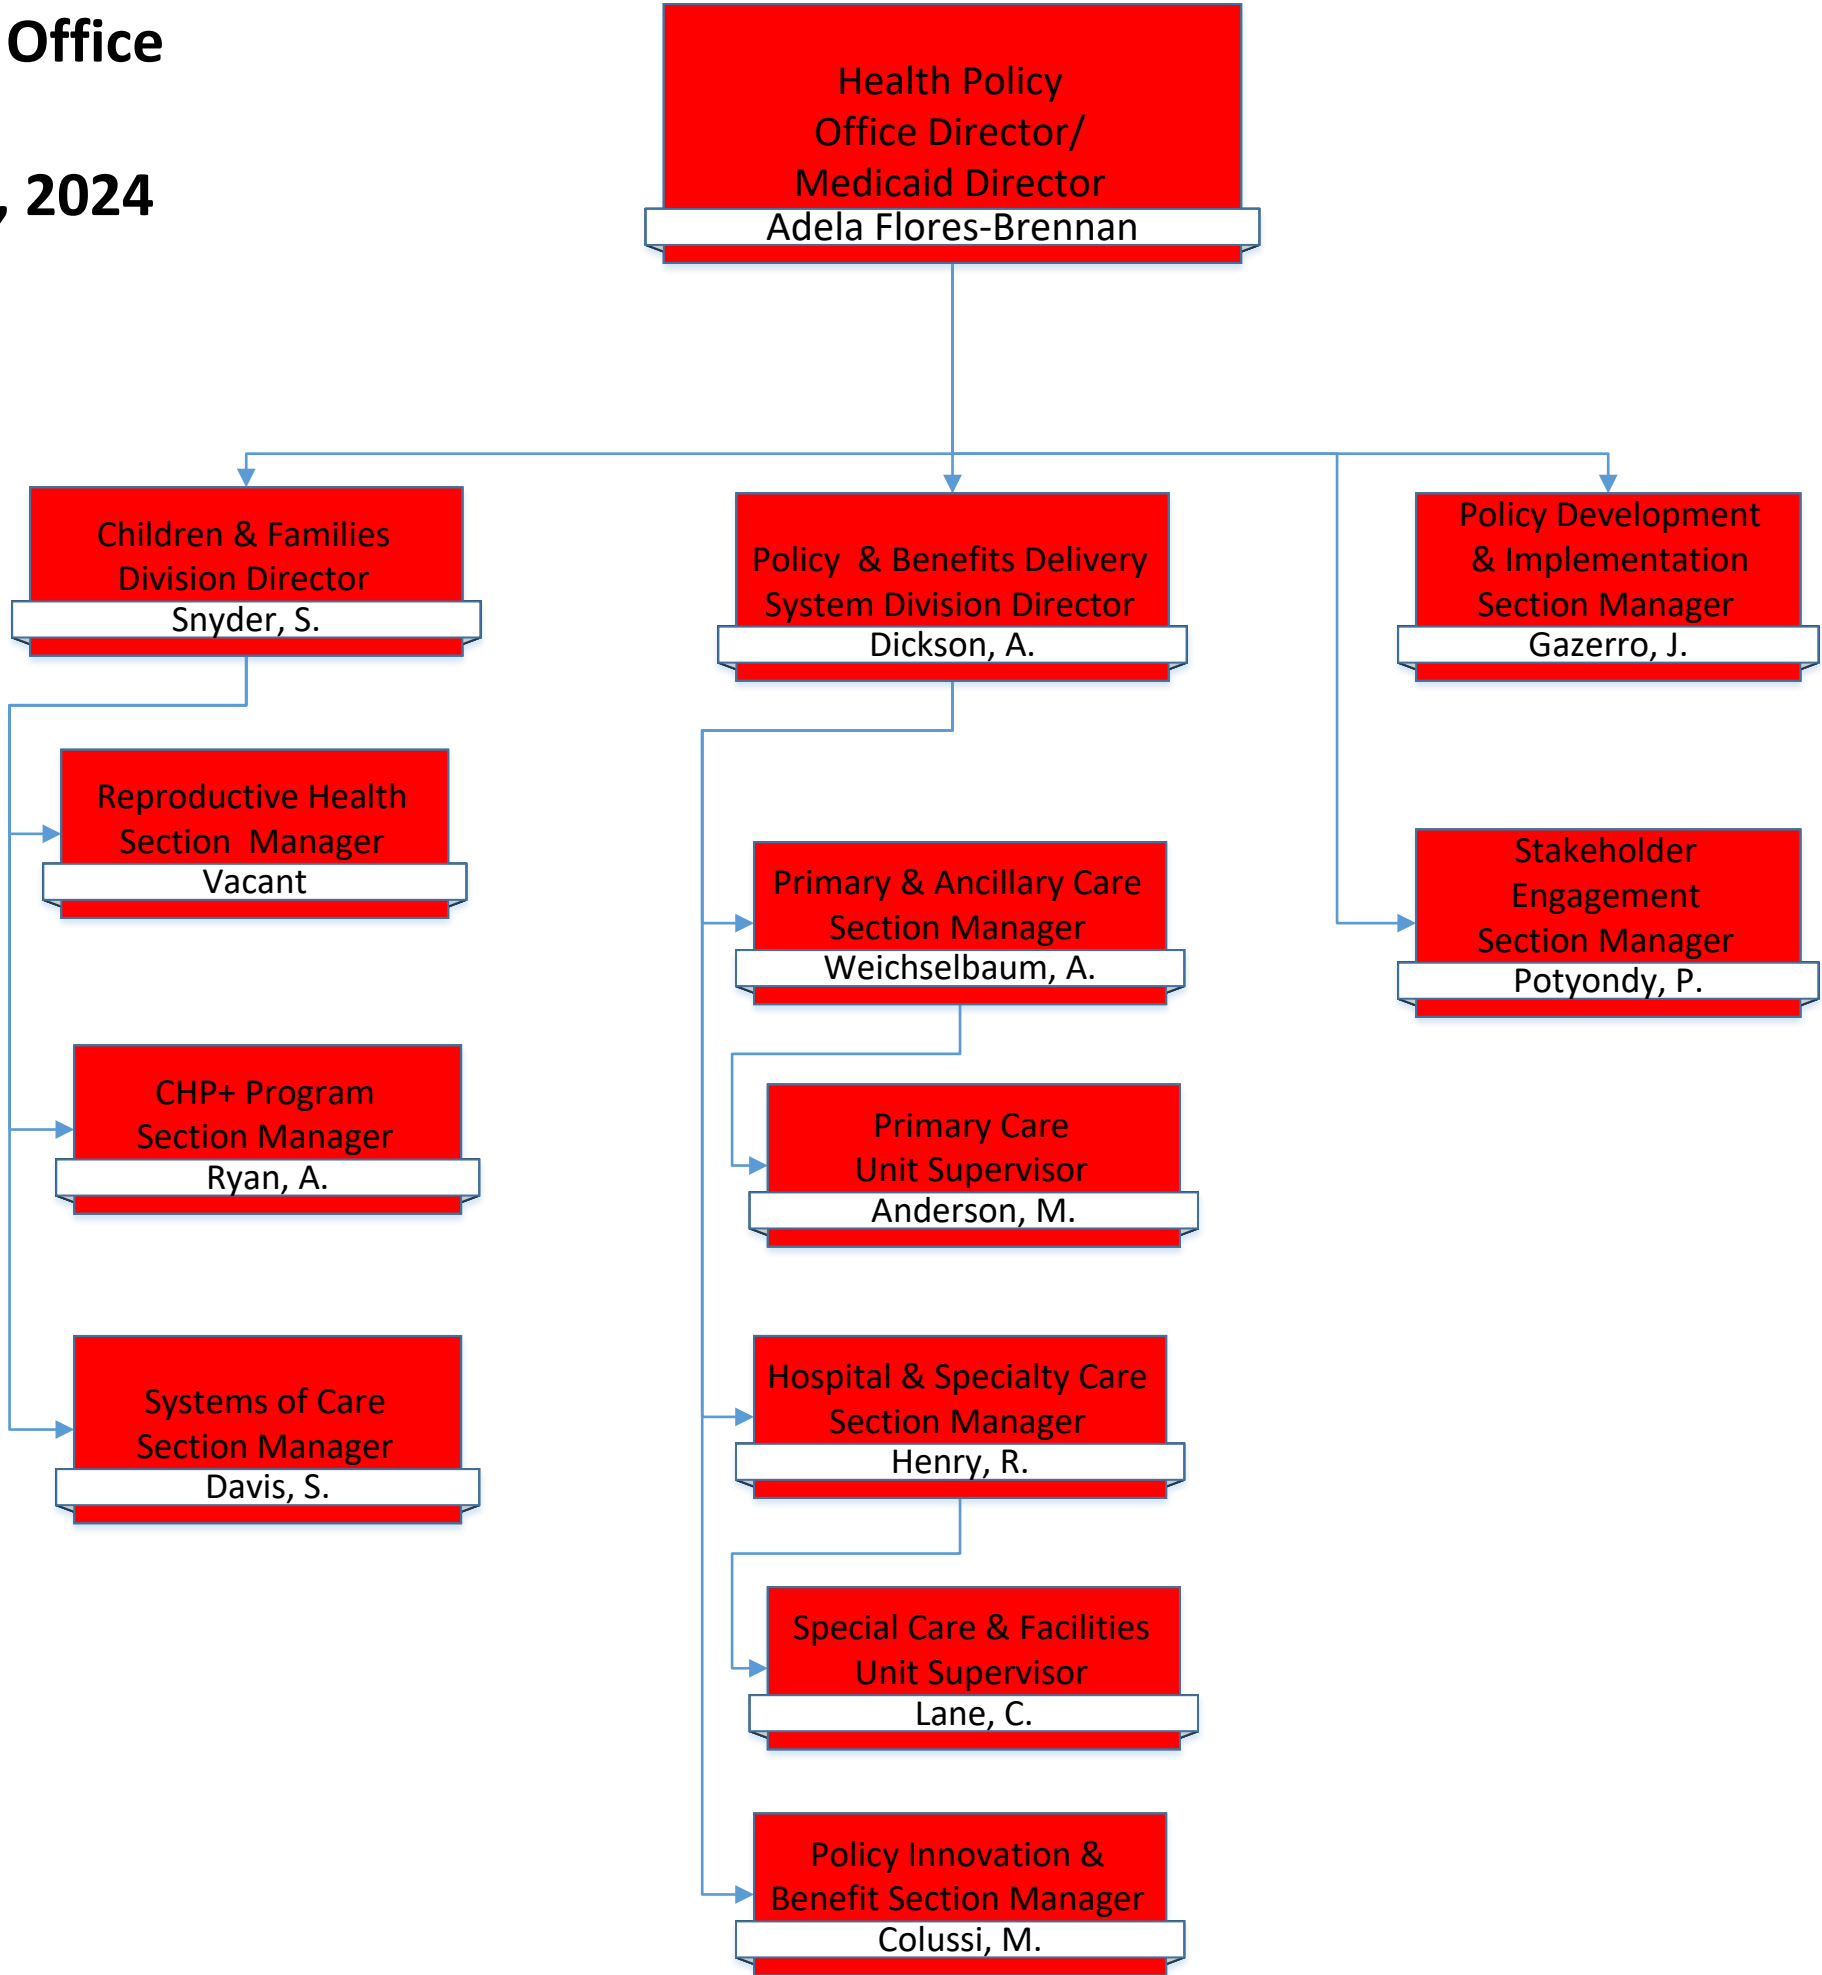 Office
, 2024
Health Policy
Office Director/
Medicaid Director
Adela Flores-Brennan
Children & Families
Division Director
Snyder, S.
Reproductive Health
Section Manager
Vacant
CHP+ Program
Section Manager
Ryan, A.
Systems of Care
Section Manager
Davis, S.
Policy & Benefits Delivery
System Division Director
Dickson, A.
Primary & Ancillary Care
Section Manager
Weichselbaum, A.
Primary Care
Unit Supervisor
Anderson, M.
Hospital & Specialty Care
Section Manager
Henry, R.
Special Care & Facilities
Unit Supervisor
Lane, C.
Policy Innovation &
Benefit Section Manager
Colussi, M.
Policy Development
& Implementation
Section Manager
Gazerro, J.
Stakeholder
Engagement
Section Manager
Potyondy, P.